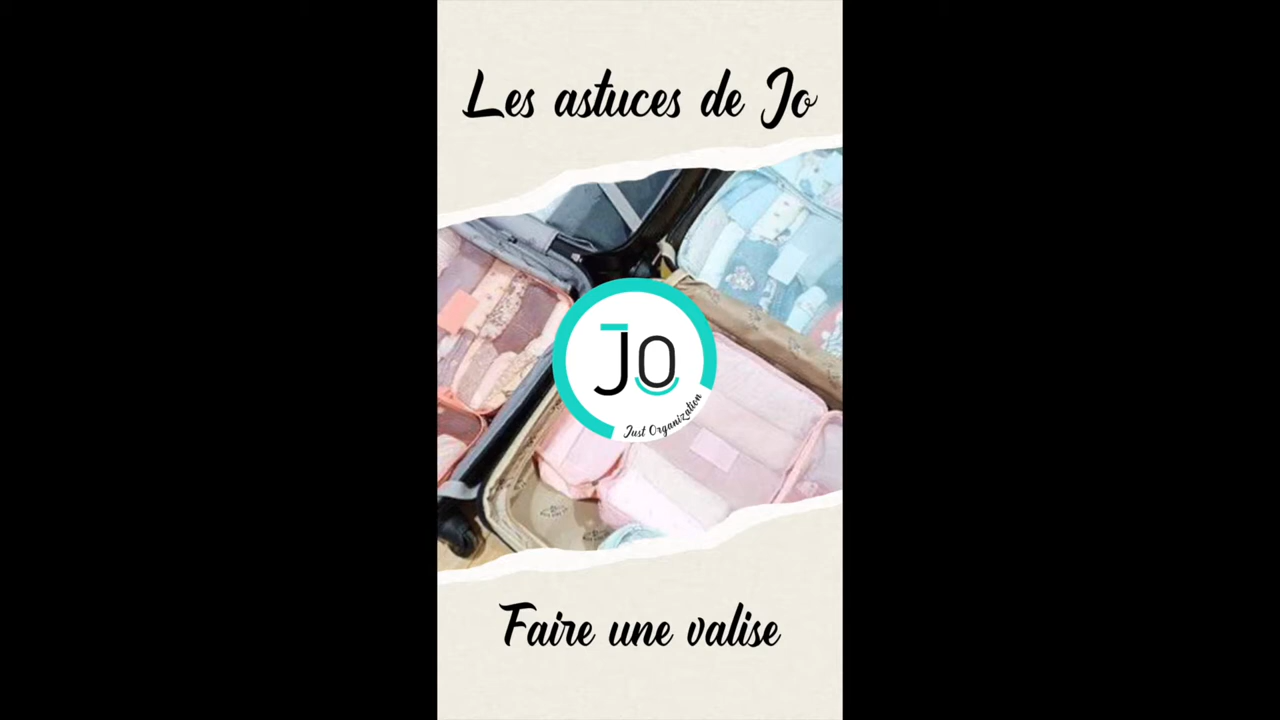 Les astuces de Jo
Jo
Just Organization
Faire une valise